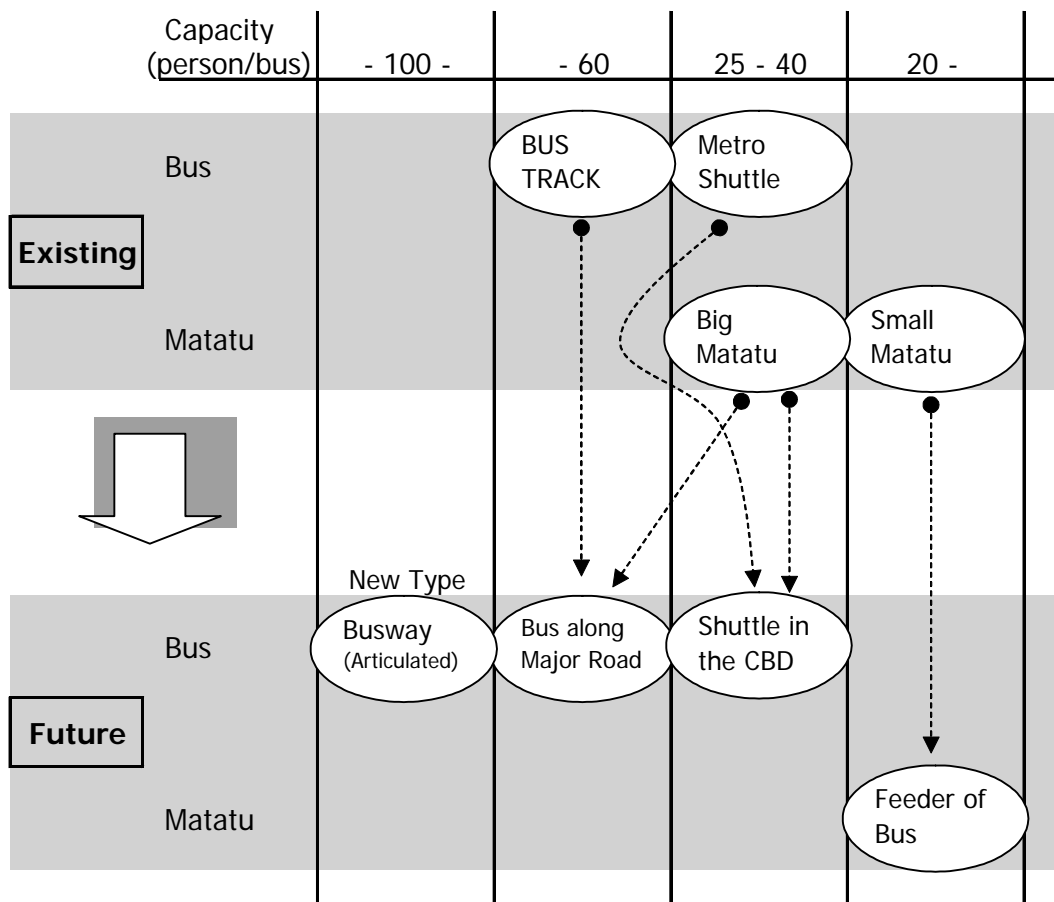 Capacity
(person/bus) - 100 - - 60 25 - 40 20 -
Bus
BUS
TRACK
Metro
Shuttle
Existing
Matatu
Big
Matatu
Small
Matatu
New Type
Bus
Busway
(Articulated)
Bus along
Major Road
Shuttle in
the CBD
Future
Matatu
Feeder of
Bus